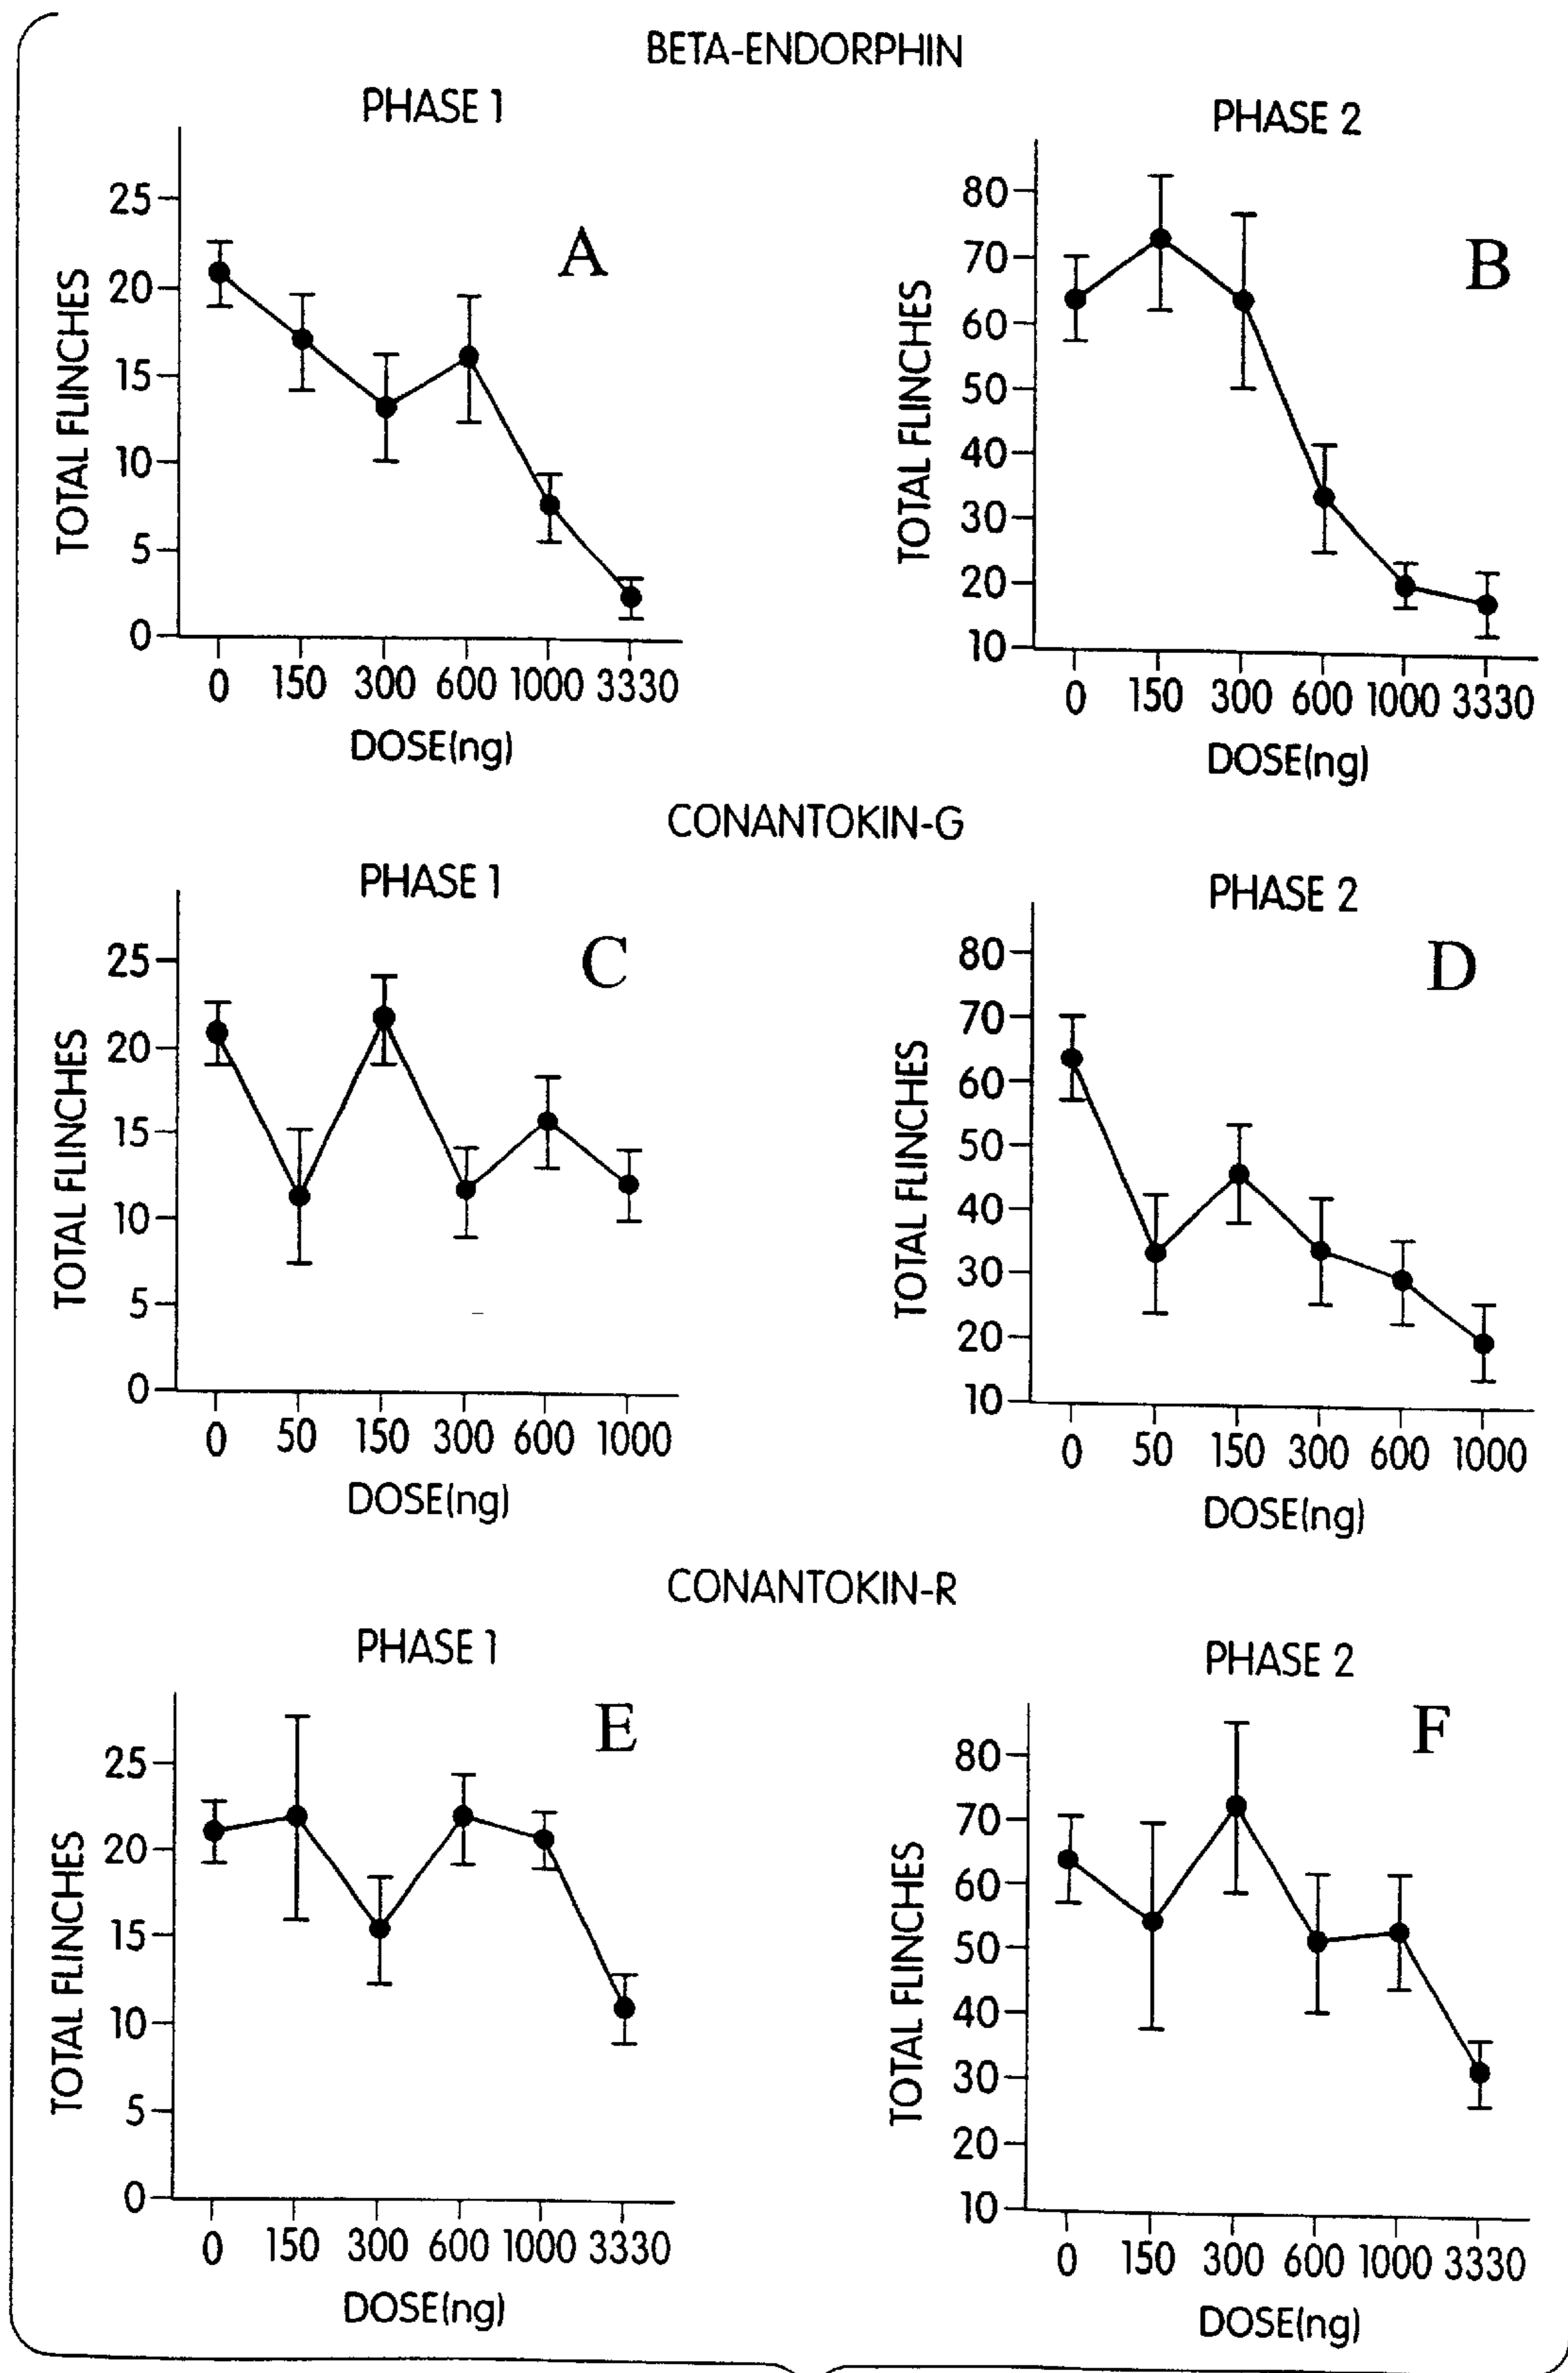 BETA-ENDORPHIN
PHASE 1
A
TOTAL FLINCHES
25
20
15
10
5
0
0 150 300 600 1000 3330
DOSE(ng)
PHASE 2
B
TOTAL FLINCHES
80
70
60
50
40
30
20
10
0 150 300 600 1000 3330
DOSE(ng)
CONANTOKIN-G
PHASE 1
C
TOTAL FLINCHES
25
20
15
10
5
0
0 50 150 300 600 1000
DOSE(ng)
PHASE 2
D
TOTAL FLINCHES
80
70
60
50
40
30
20
10
0 50 150 300 600 1000
DOSE(ng)
CONANTOKIN-R
PHASE 1
E
TOTAL FLINCHES
25
20
15
10
5
0
0 150 300 600 1000 3330
DOSE(ng)
PHASE 2
F
TOTAL FLINCHES
80
70
60
50
40
30
20
10
0 150 300 600 1000 3330
DOSE(ng)